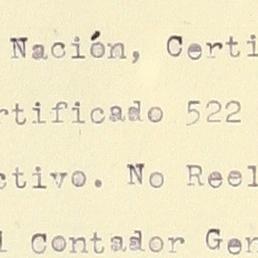 Nación, Certi
rtificado 522
ctivo. No Reel
l Contador Gen